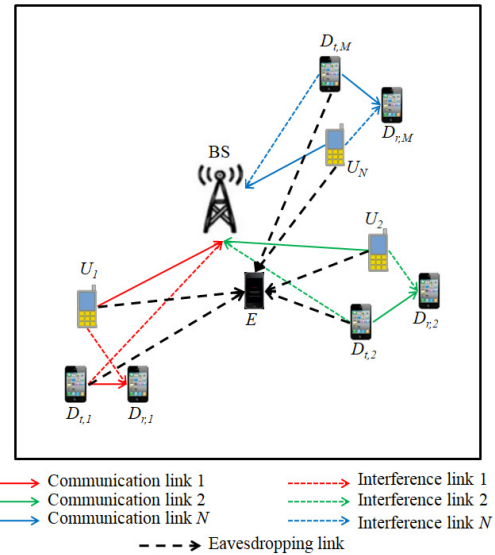 D_{t,M}
D_{r,M}
BS
U_N
U_2
U_1
E
D_{r,2}
D_{t,2}
D_{t,1} D_{r,1}
Communication link 1 Interference link 1
Communication link 2 Interference link 2
Communication link N Interference link N
Eavesdropping link